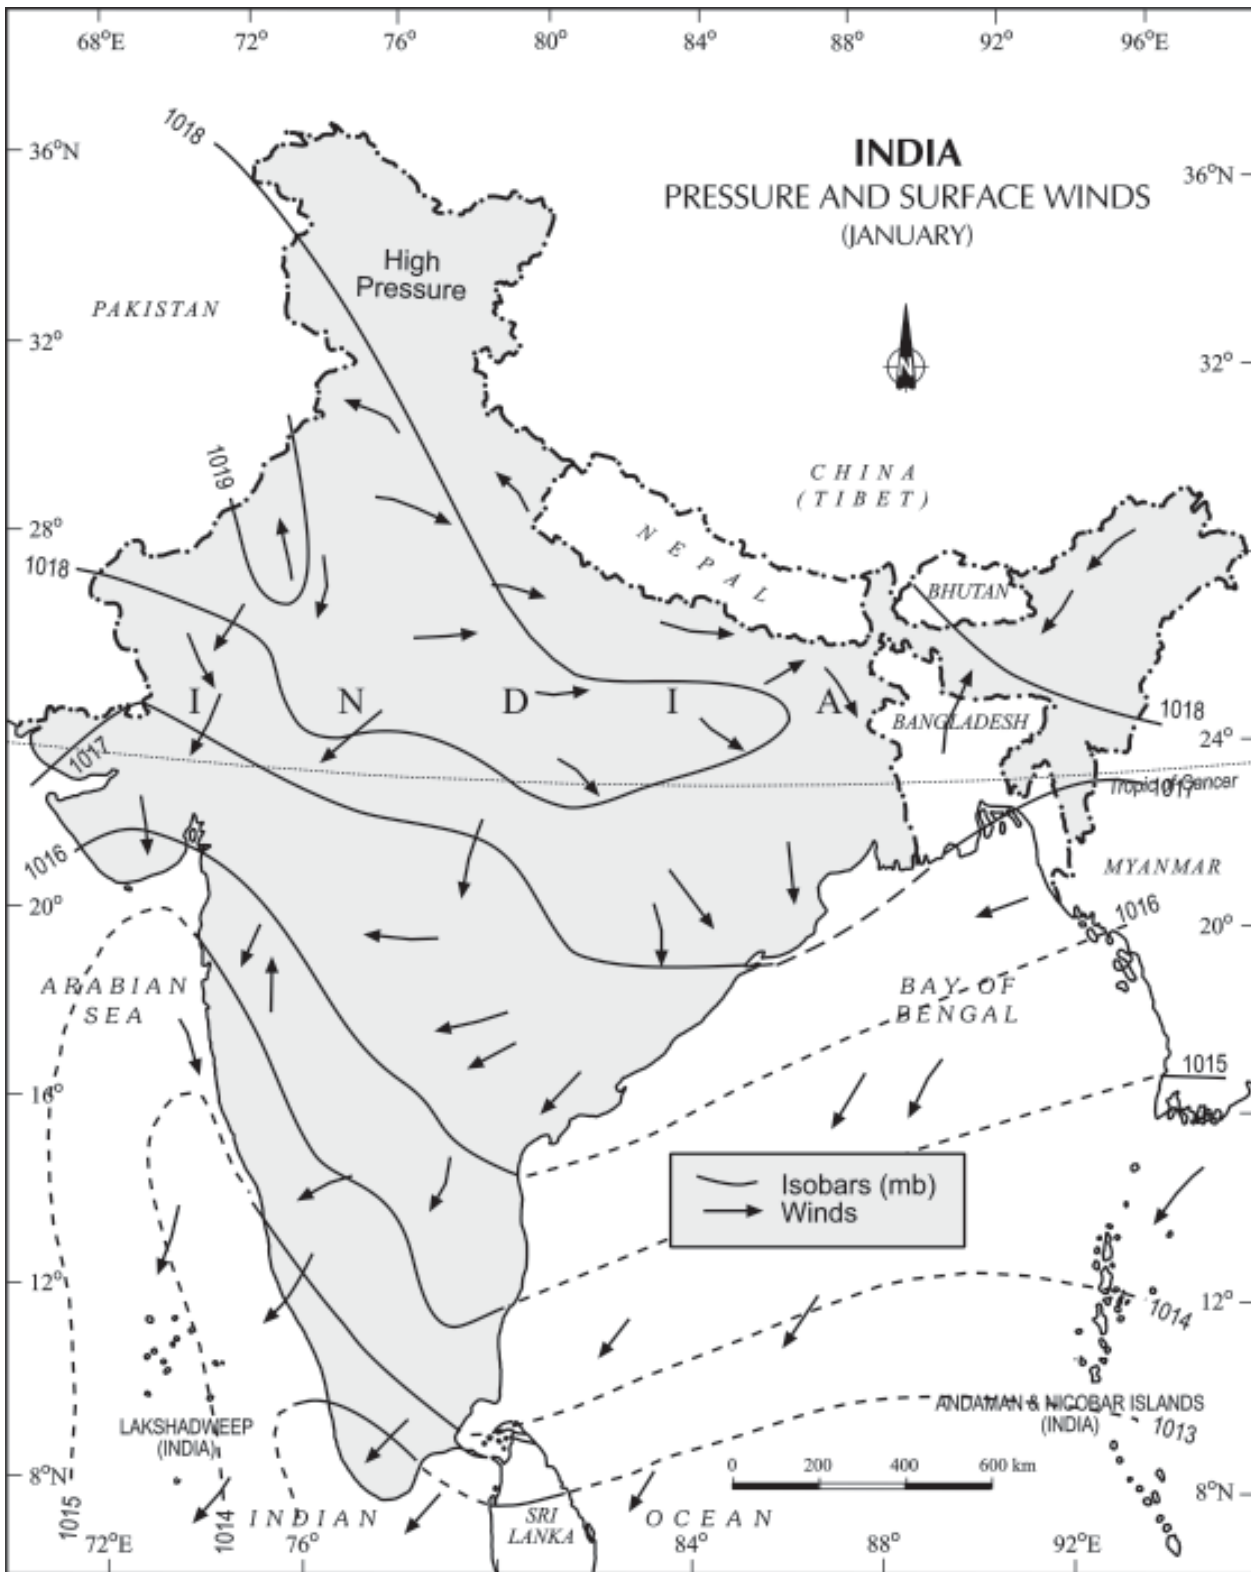 68°E 72° 76° 80° 84° 88° 92° 96°E
1018
36°N
INDIA
PRESSURE AND SURFACE WINDS
(JANUARY)
36°N
High
Pressure
PAKISTAN
32°
32°
N
1019
CHINA
(TIBET)
28°
NEPAL
1018
BHUTAN
I N D I A
BANGLADESH
1018
24°
1017
24°
Tropic of Cancer
1017
1016
MYANMAR
20°
1016
20°
ARABIAN
SEA
BAY OF
BENGAL
1015
16°
Isobars (mb)
Winds
12°
1014
12°
LAKSHADWEEP
(INDIA)
ANDAMAN & NICOBAR ISLANDS
(INDIA)
1013
0 200 400 600 km
8°N
8°N
1015
1014
INDIAN
SRI
LANKA
OCEAN
72°E 76° 84° 88° 92°E